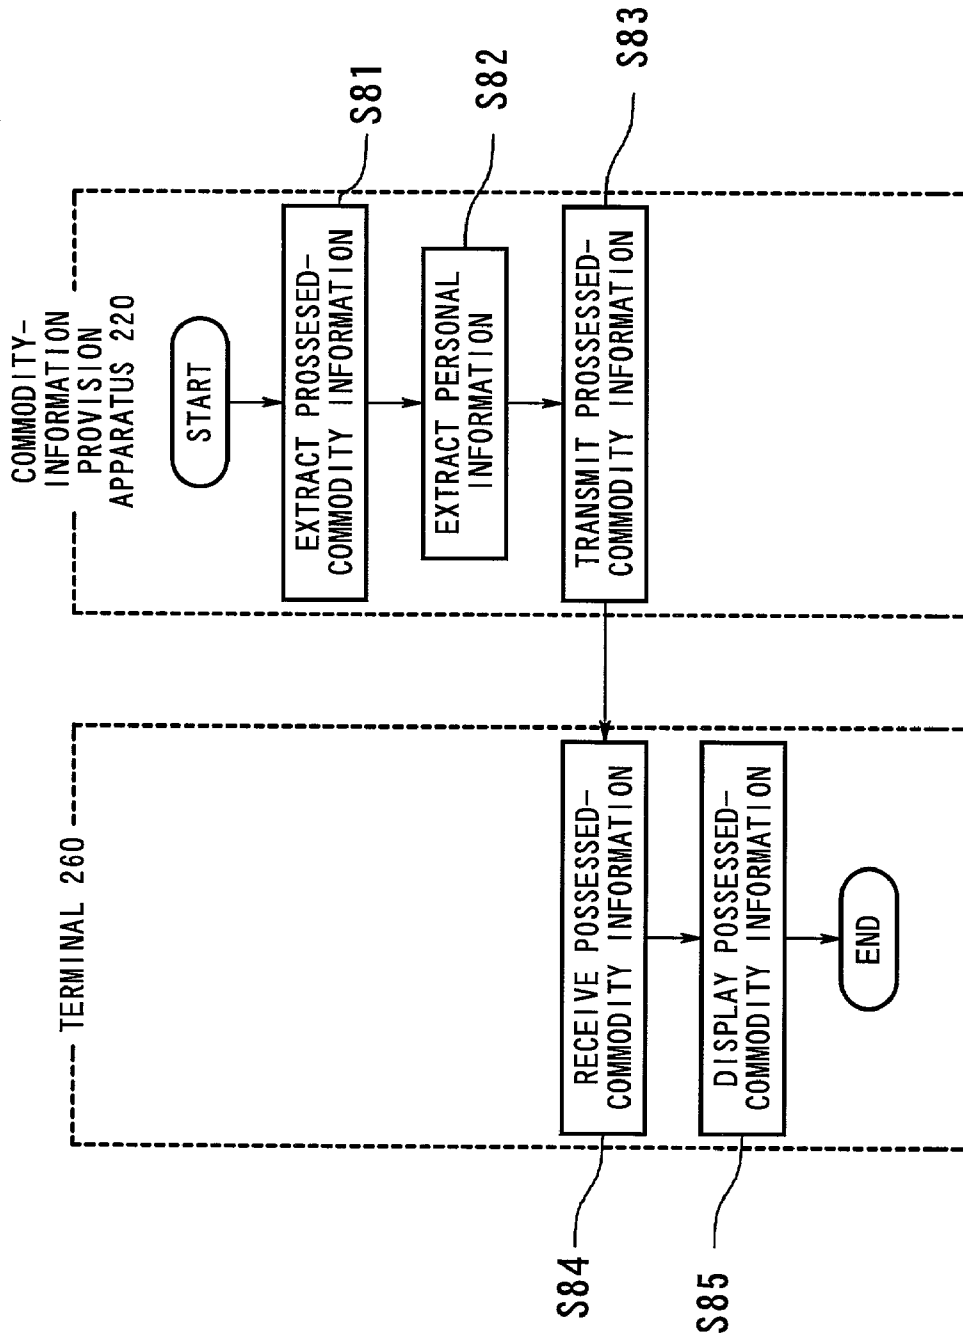 COMMODITY-
INFORMATION
PROVISION
APPARATUS 220
START
EXTRACT PROSSESED-
COMMODITY INFORMATION
S81
EXTRACT PERSONAL
INFORMATION
S82
TRANSMIT PROSSESSED-
COMMODITY INFORMATION
S83
TERMINAL 260
RECEIVE POSSESSED-
COMMODITY INFORMATION
S84
DISPLAY POSSESSED-
COMMODITY INFORMATION
S85
END